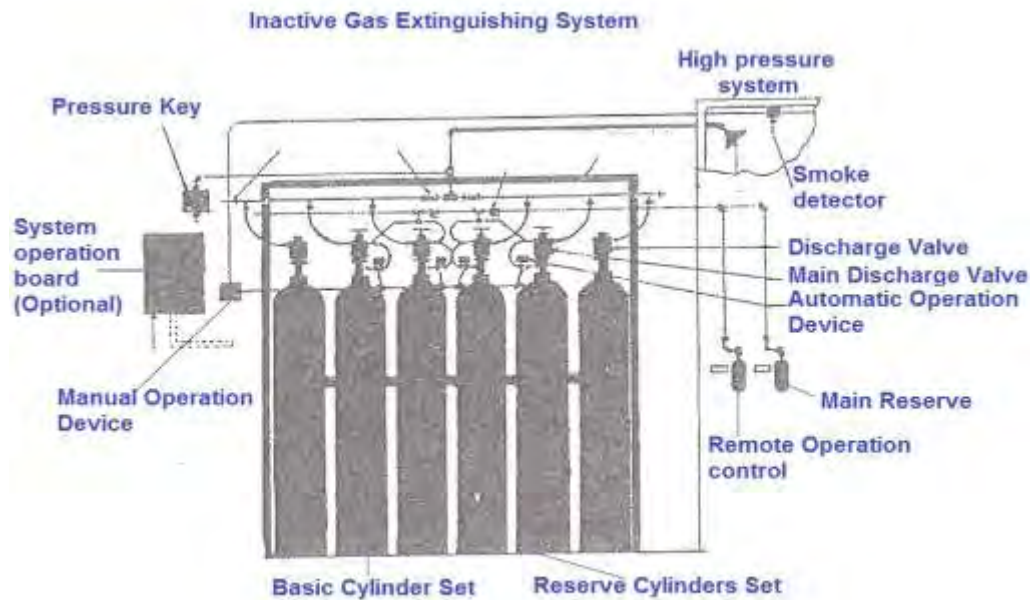 Inactive Gas Extinguishing System
High pressure
system
Pressure Key
Smoke
detector
System
operation
board
(Optional)
Discharge Valve
Main Discharge Valve
Automatic Operation
Device
Manual Operation
Device
Main Reserve
Remote Operation
control
Basic Cylinder Set
Reserve Cylinders Set